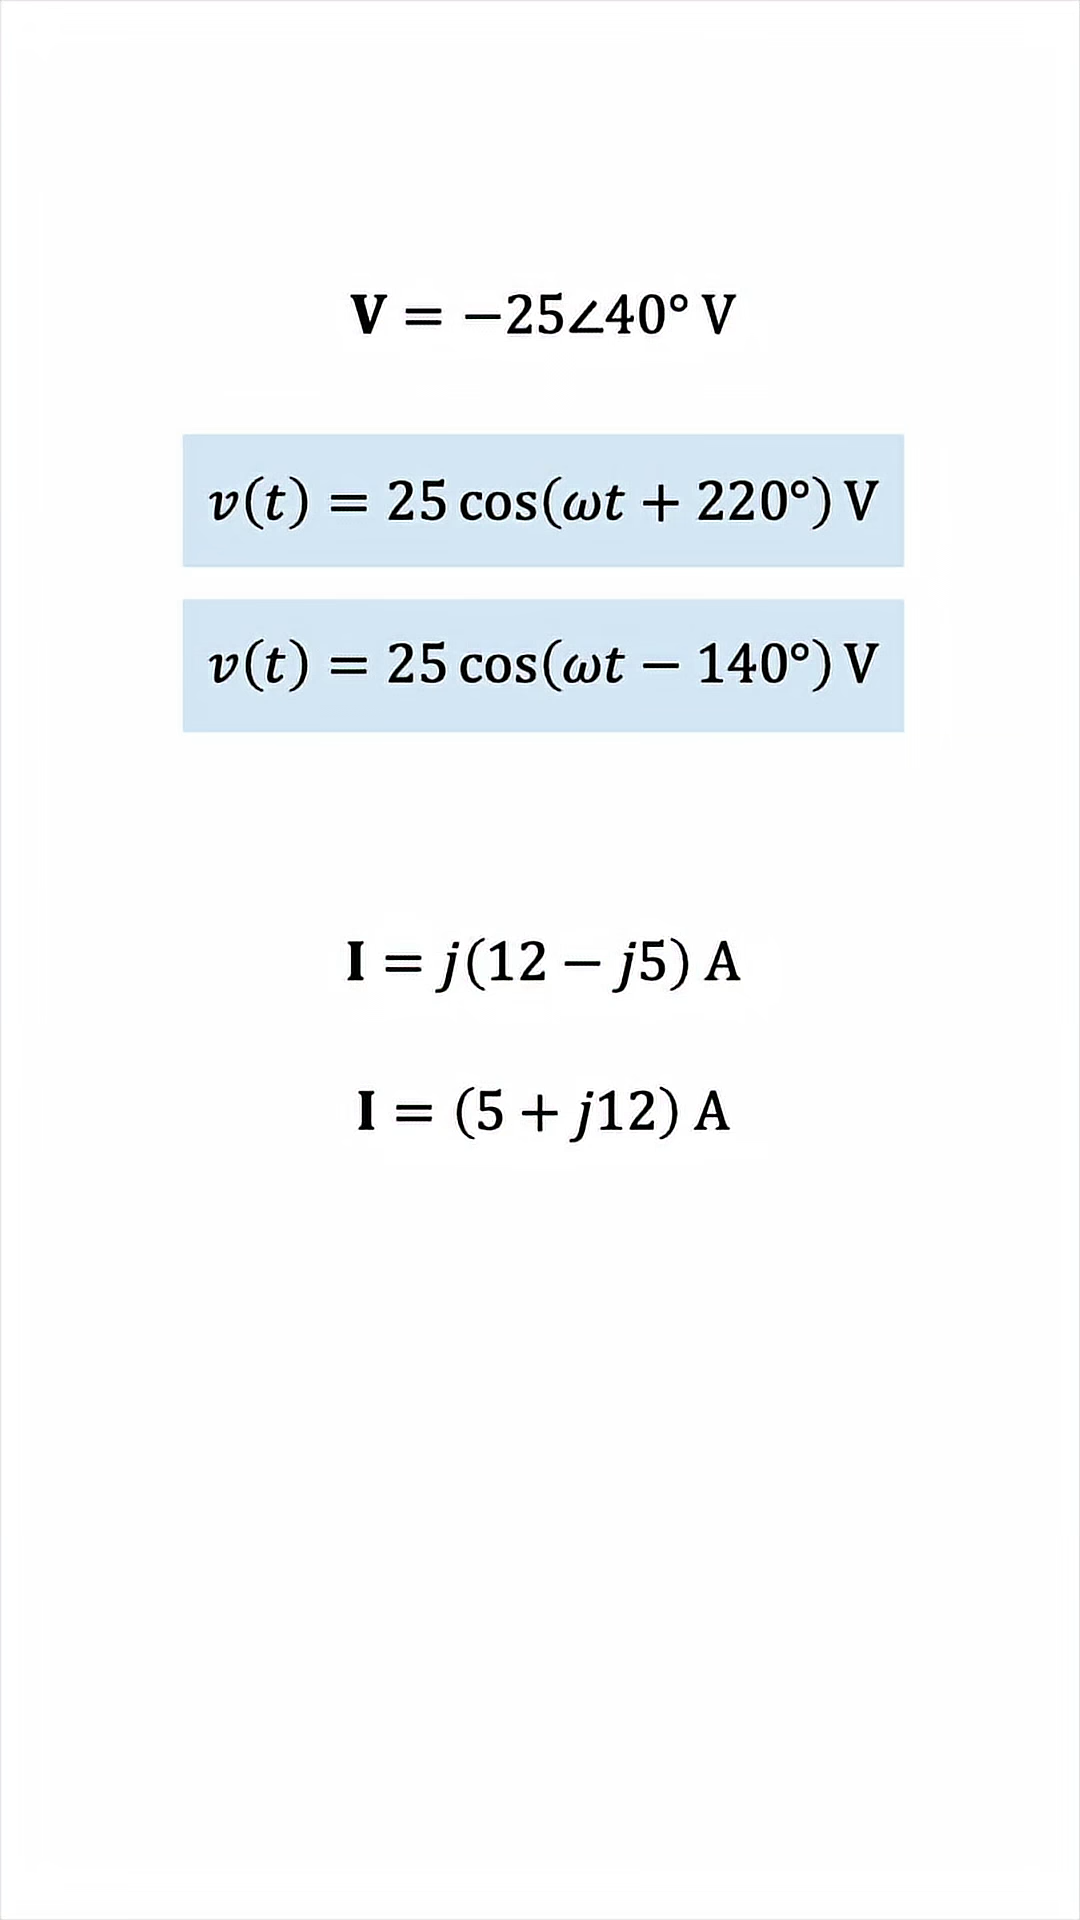 V = −25∠40° V
v(t) = 25 cos(ωt + 220°) V
v(t) = 25 cos(ωt − 140°) V
I = j(12 − j5) A
I = (5 + j12) A